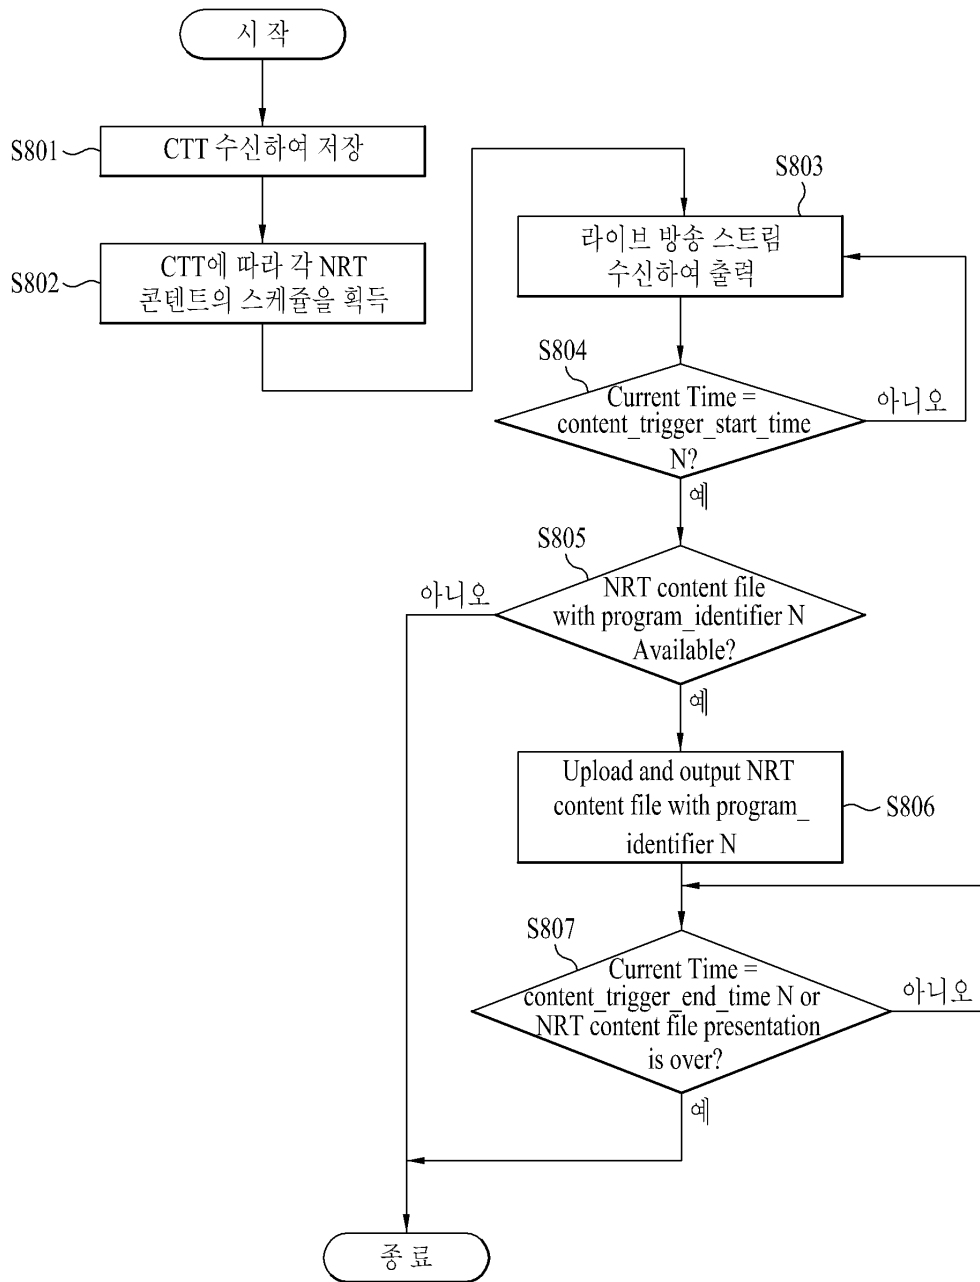 시 작
S801
CTT 수신하여 저장
S802
CTT에 따라 각 NRT
콘텐트의 스케쥴을 획득
S803
라이브 방송 스트림
수신하여 출력
S804
Current Time =
content_trigger_start_time
N?
아니오
예
S805
NRT content file
with program_identifier N
Available?
아니오
예
Upload and output NRT
content file with program_
identifier N
S806
S807
Current Time =
content_trigger_end_time N or
NRT content file presentation
is over?
아니오
예
종 료